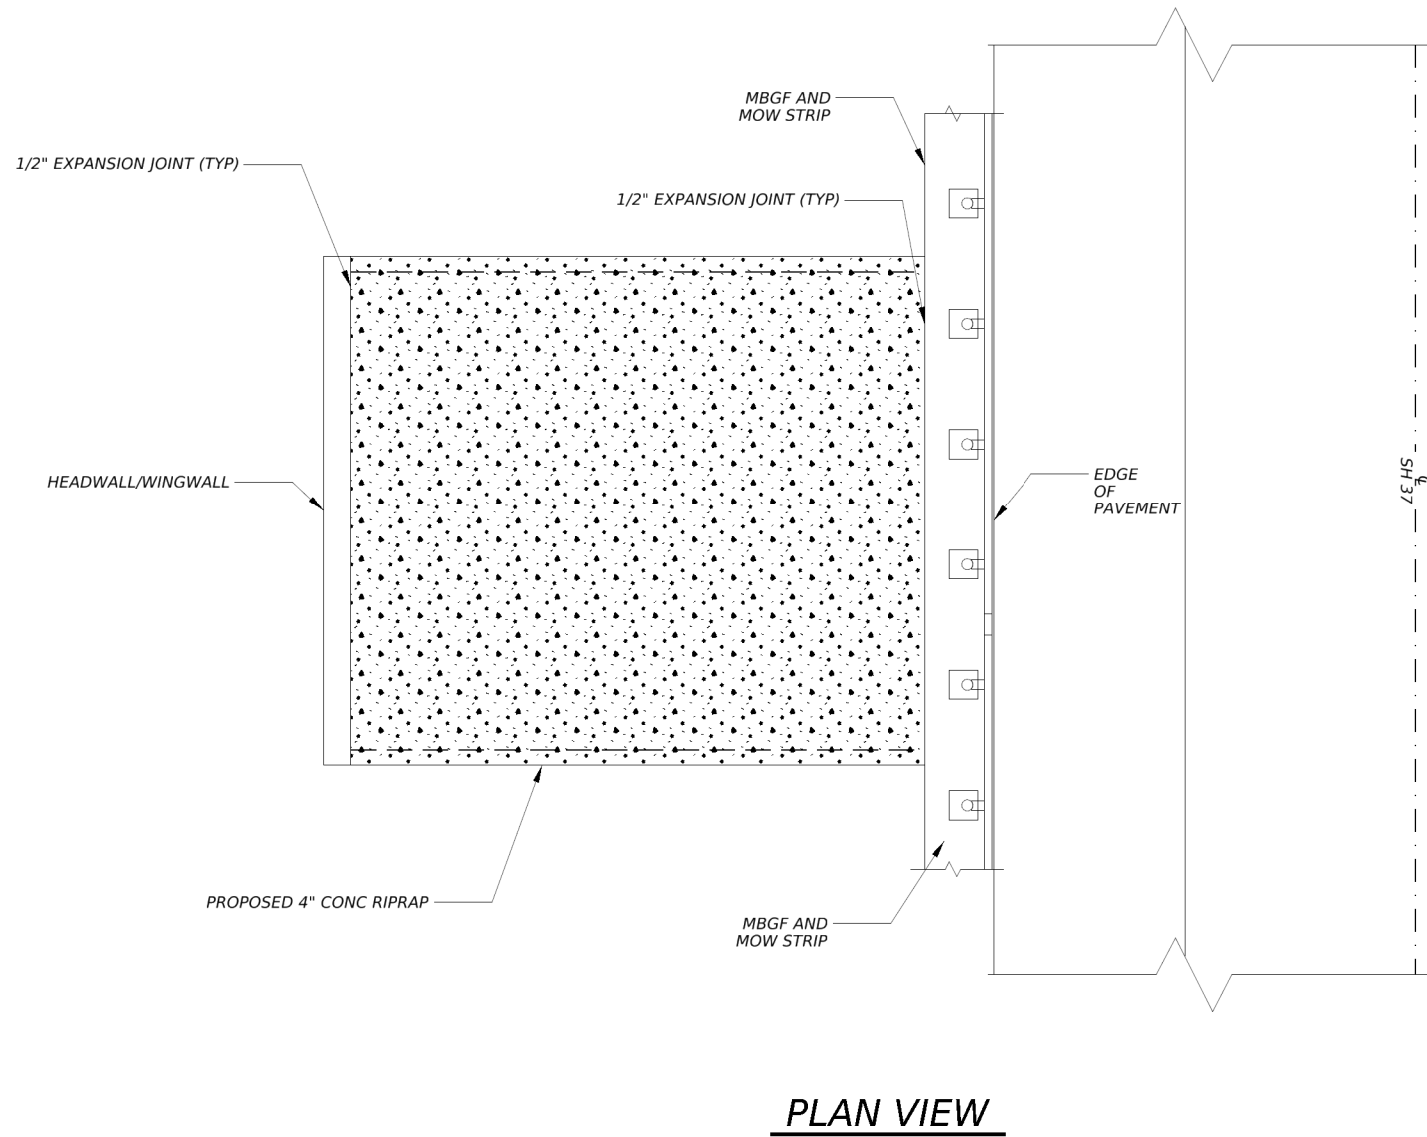 MBGF AND
MOW STRIP
1/2" EXPANSION JOINT (TYP)
1/2" EXPANSION JOINT (TYP)
HEADWALL/WINGWALL
EDGE
OF
PAVEMENT
℄
SH 37
PROPOSED 4" CONC RIPRAP
MBGF AND
MOW STRIP
PLAN VIEW